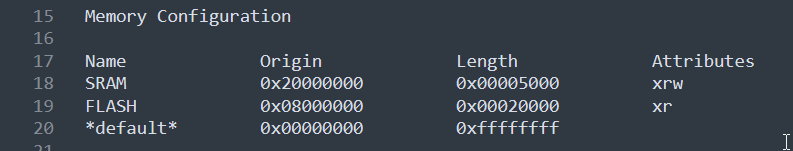 15 Memory Configuration
16
17 Name Origin Length Attributes
18 SRAM 0x20000000 0x00005000 xrw
19 FLASH 0x08000000 0x00020000 xr
20 *default* 0x00000000 0xffffffff